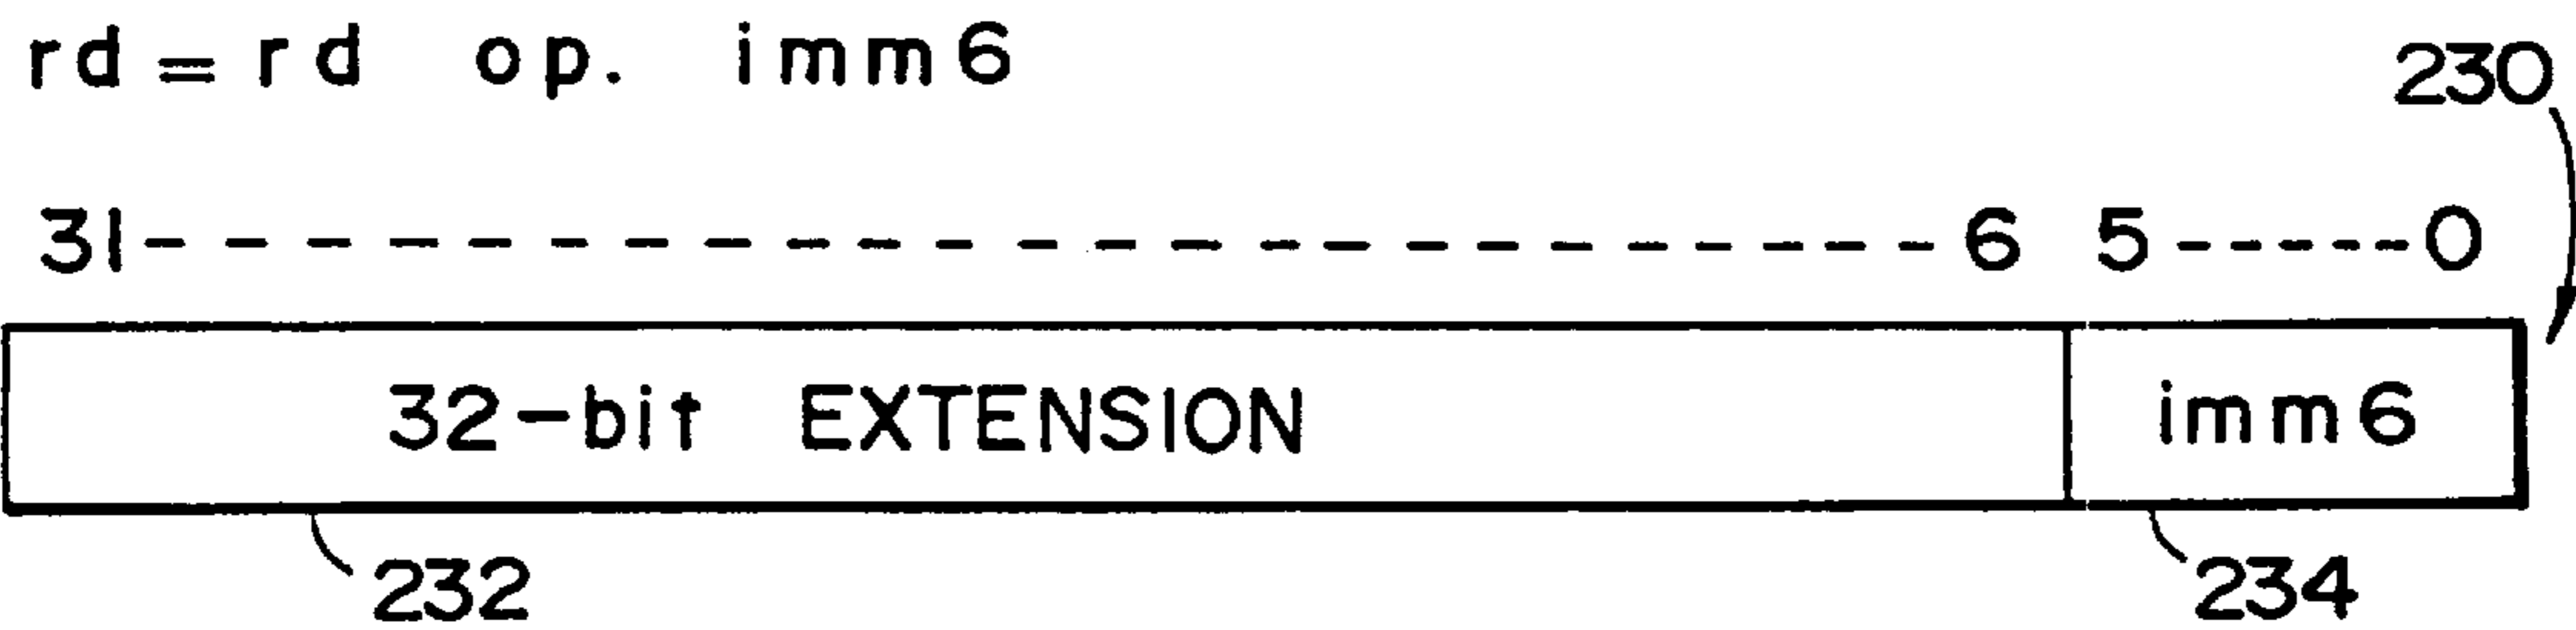 rd = rd op. imm6
230
31----------------------6 5-----0
32-bit EXTENSION imm6
232 234